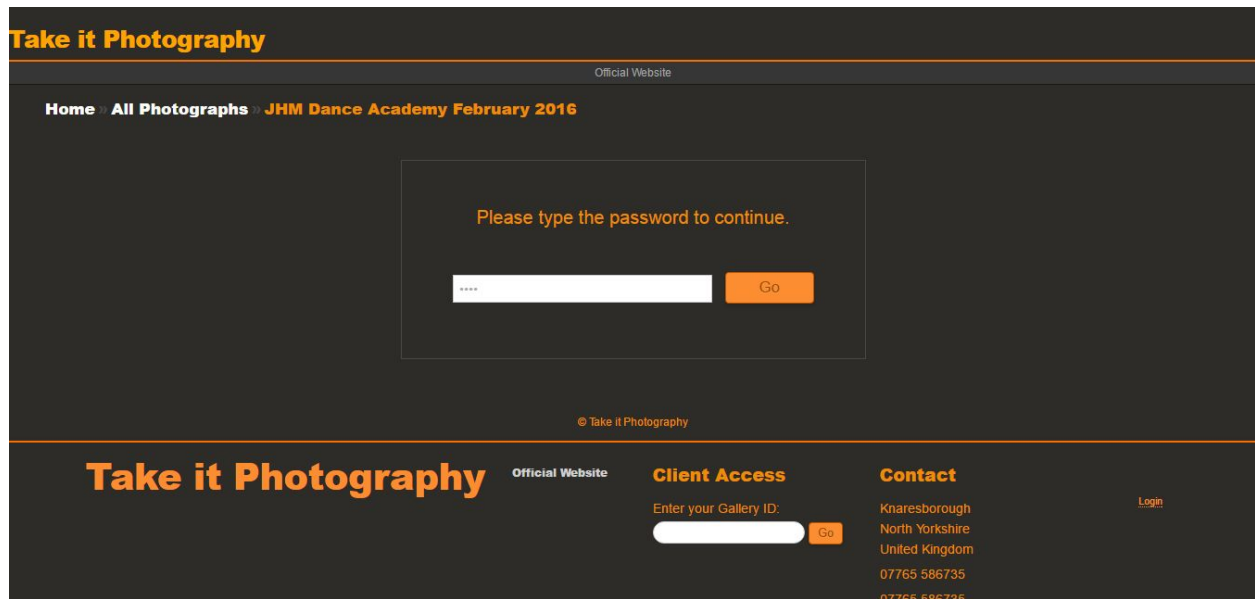 Take it Photography
Official Website
Home » All Photographs » JHM Dance Academy February 2016
Please type the password to continue.
Go
© Take it Photography
Take it Photography
Official Website
Client Access
Enter your Gallery ID:
Go
Contact
Knaresborough
North Yorkshire
United Kingdom
07765 586735
07765 586735
Login